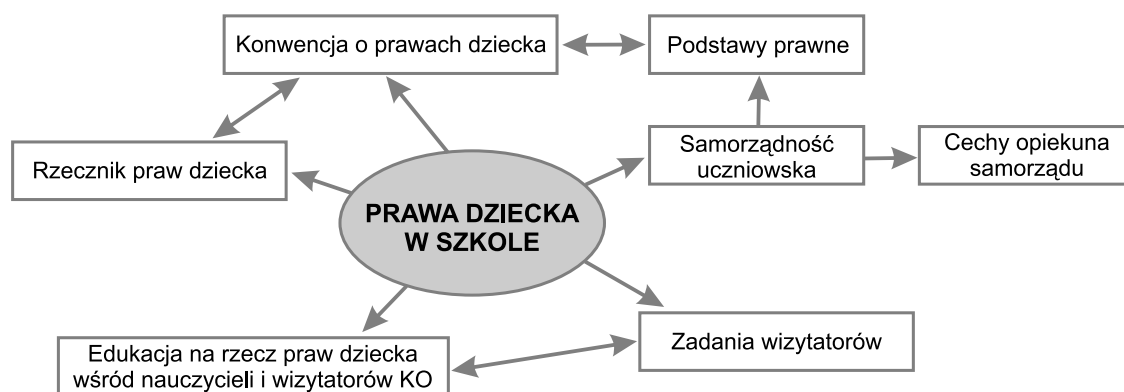 Konwencja o prawach dziecka
Podstawy prawne
Rzecznik praw dziecka
Samorządność
uczniowska
Cechy opiekuna
samorządu
PRAWA DZIECKA
W SZKOLE
Edukacja na rzecz praw dziecka
wśród nauczycieli i wizytatorów KO
Zadania wizytatorów